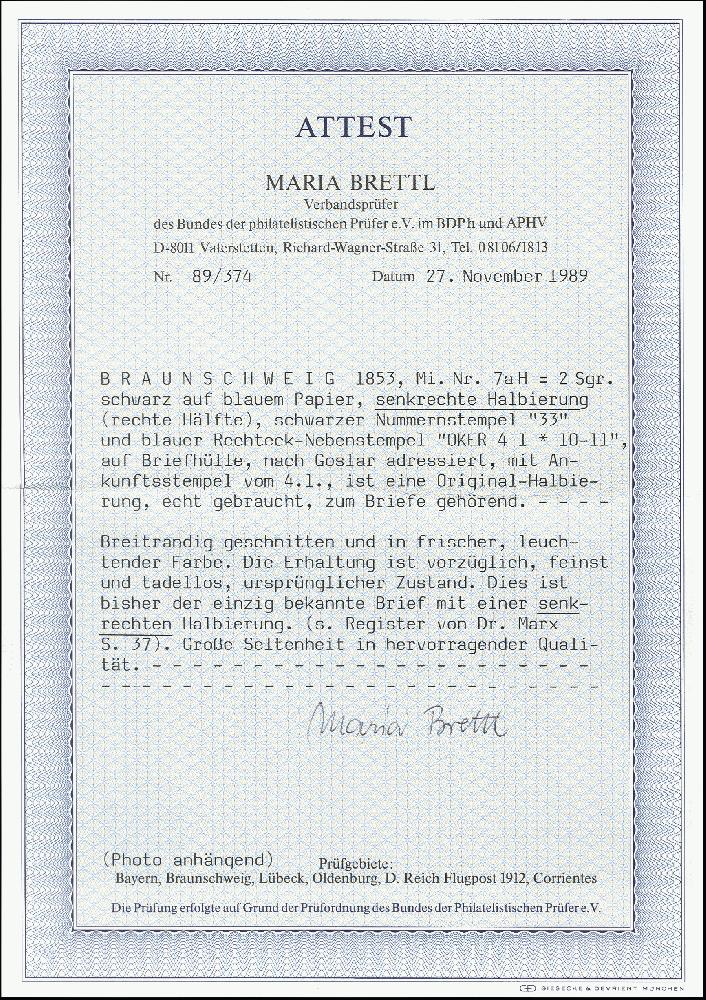 ATTEST
MARIA BRETTL
Verbandsprüfer
des Bundes der philatelistischen Prüfer e.V. im BDPh und APHV
D-8011 Vaterstetten, Richard-Wagner-Straße 31, Tel. 08106/1813
Nr. 89/374 Datum 27. November 1989
B R A U N S C H W E I G 1853, Mi. Nr. 7aH = 2 Sgr.
schwarz auf blauem Papier, senkrechte Halbierung
(rechte Hälfte), schwarzer Nummernstempel "33"
und blauer Rechteck-Nebenstempel "OKER 4 1 * 10-11",
auf Briefhülle, nach Goslar adressiert, mit An-
kunftsstempel vom 4.1., ist eine Original-Halbie-
rung, echt gebraucht, zum Briefe gehörend. - - - -
Breitrandig geschnitten und in frischer, leuch-
tender Farbe. Die Erhaltung ist vorzüglich, feinst
und tadellos, ursprünglicher Zustand. Dies ist
bisher der einzig bekannte Brief mit einer senk-
rechten Halbierung. (s. Register von Dr. Marx
S. 37). Große Seltenheit in hervorragender Quali-
tät. - - - - - - - - - - - - - - - - - - - - - -
- - - - - - - - - - - - - - - - - - - - - - - - -
Maria Brettl
(Photo anhängend) Prüfgebiete:
Bayern, Braunschweig, Lübeck, Oldenburg, D. Reich Flugpost 1912, Corrientes
Die Prüfung erfolgte auf Grund der Prüfordnung des Bundes der Philatelistischen Prüfer e.V.
GIESECKE & DEVRIENT MÜNCHEN